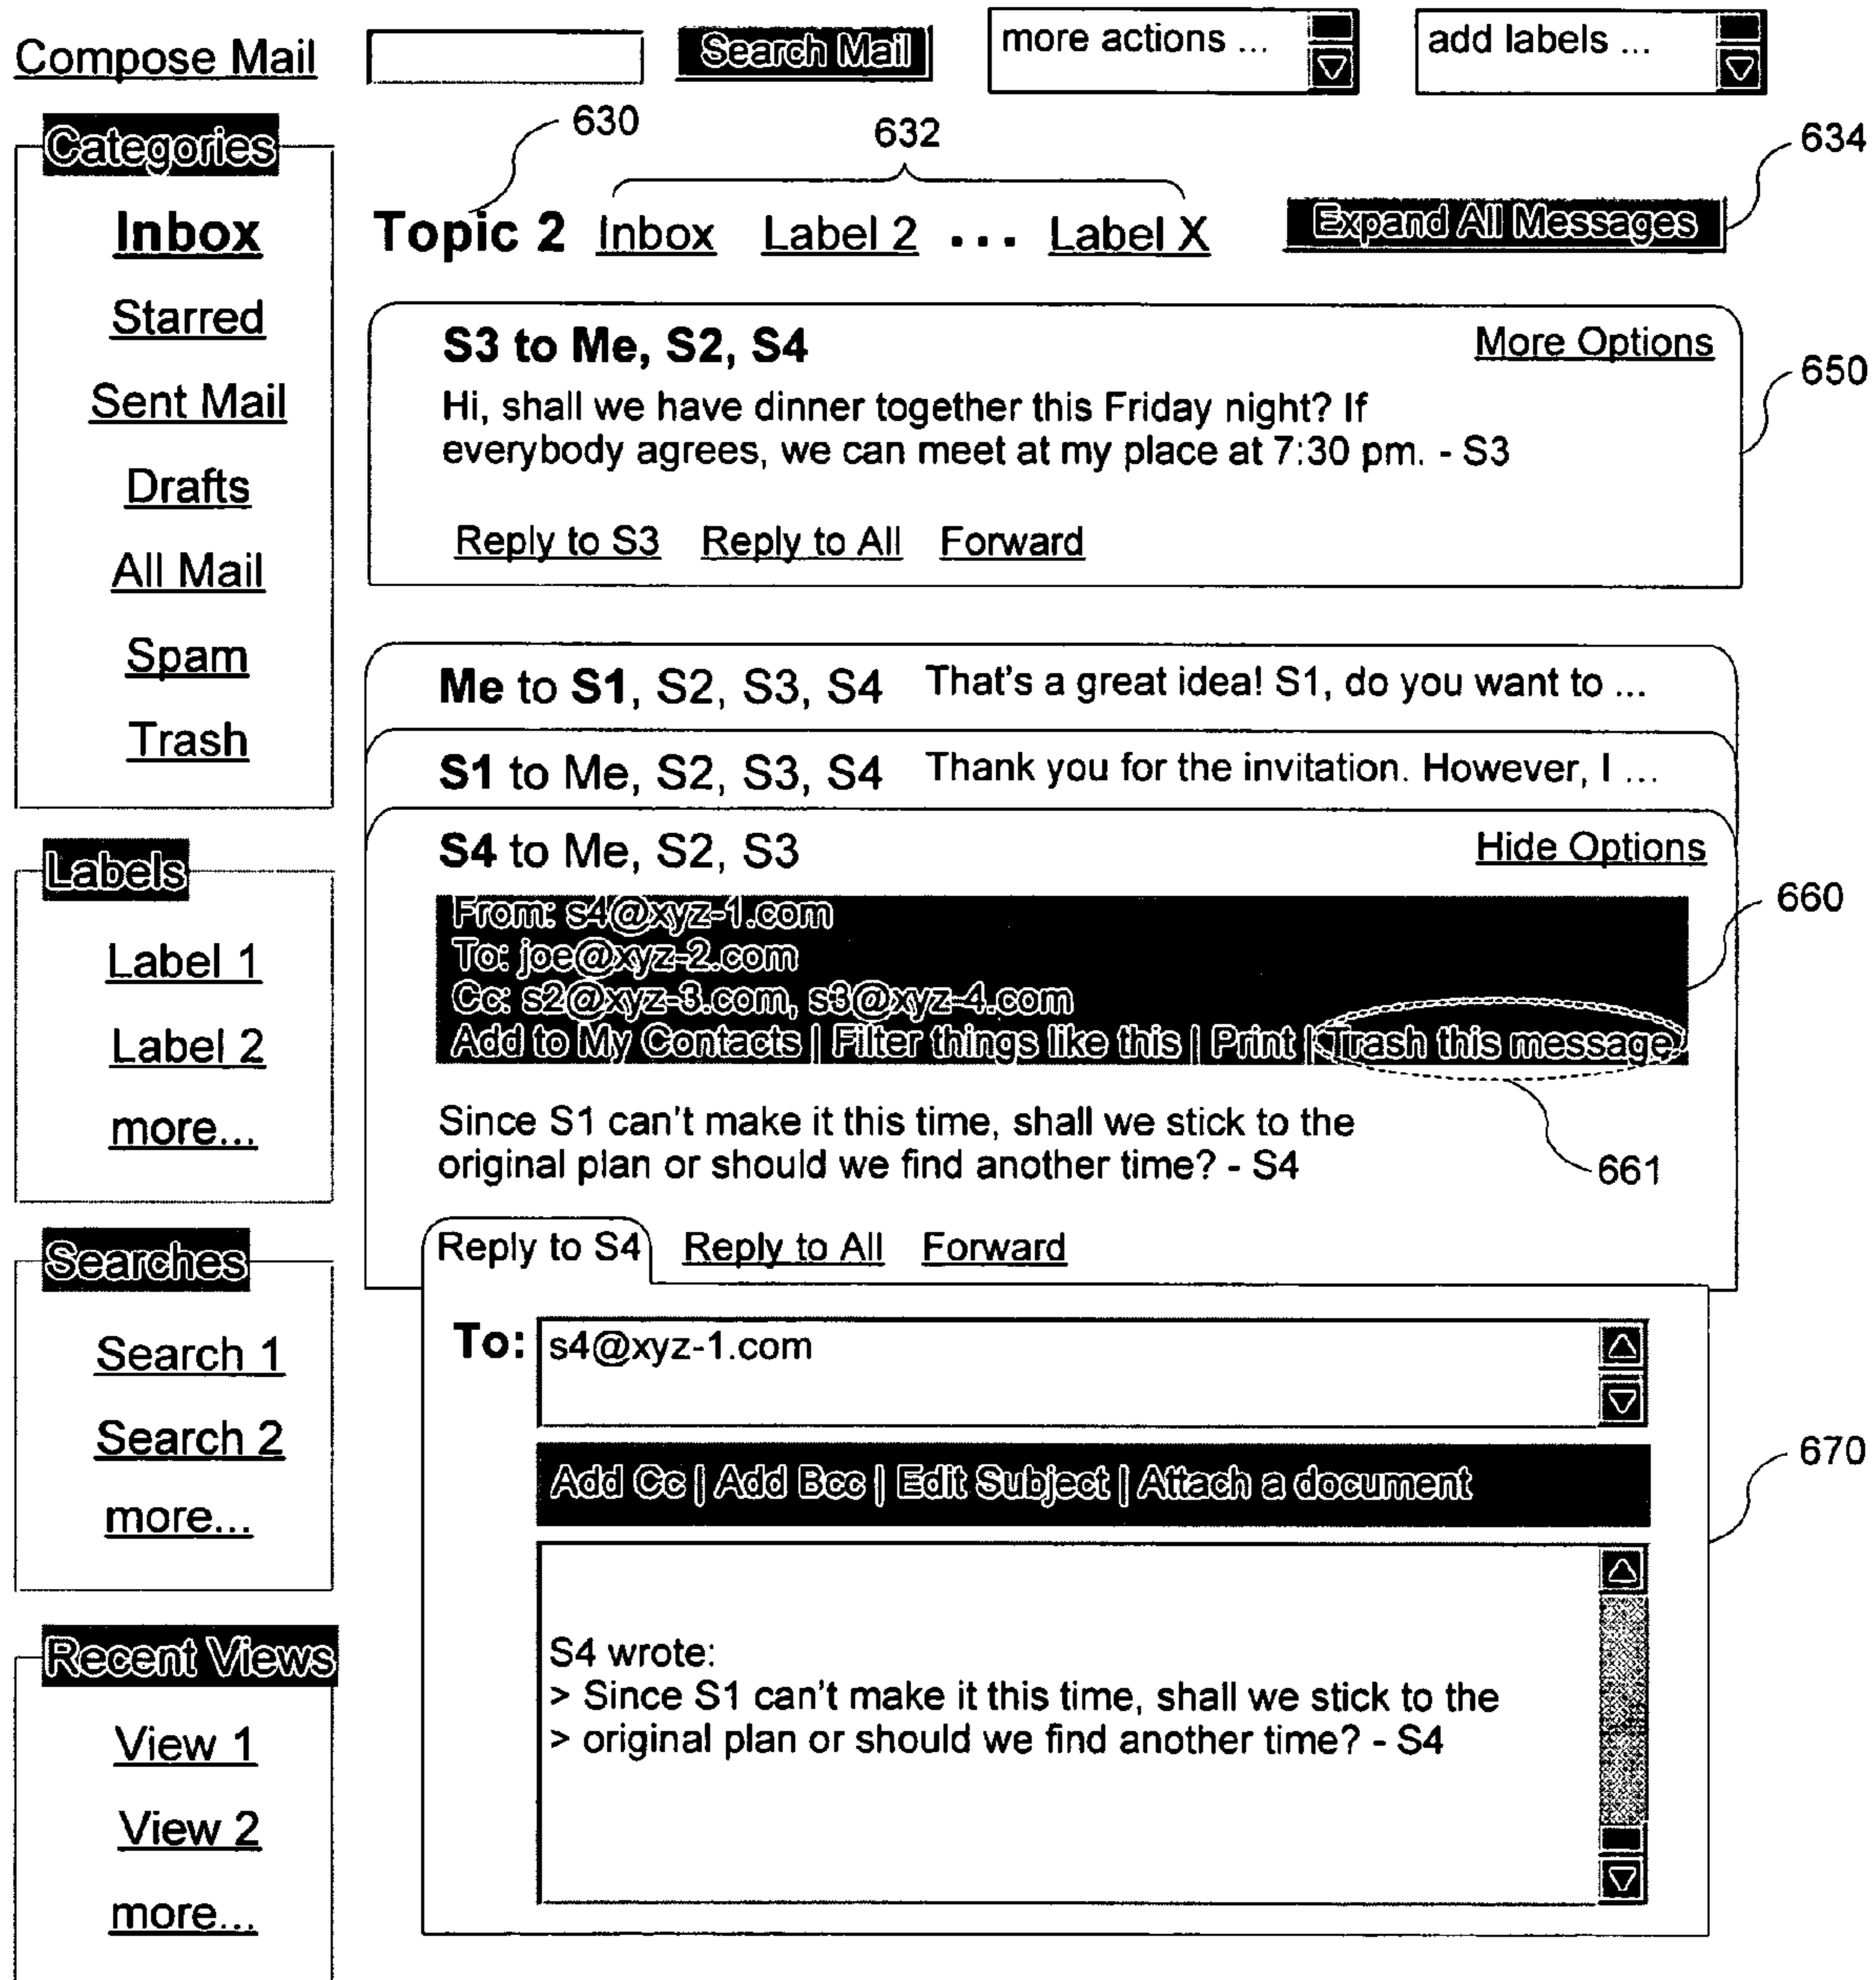 Compose Mail
Search Mail
more actions ...
add labels ...
630
632
634
Categories
Inbox
Starred
Sent Mail
Drafts
All Mail
Spam
Trash
Labels
Label 1
Label 2
more...
Searches
Search 1
Search 2
more...
Recent Views
View 1
View 2
more...
Topic 2 Inbox Label 2 ... Label X
Expand All Messages
S3 to Me, S2, S4
More Options
650
Hi, shall we have dinner together this Friday night? If
everybody agrees, we can meet at my place at 7:30 pm. - S3
Reply to S3 Reply to All Forward
Me to S1, S2, S3, S4 That's a great idea! S1, do you want to ...
S1 to Me, S2, S3, S4 Thank you for the invitation. However, I ...
S4 to Me, S2, S3
Hide Options
660
From: s4@xyz-1.com
To: joe@xyz-2.com
Cc: s2@xyz-3.com, s3@xyz-4.com
Add to My Contacts | Filter things like this | Print | Trash this message
661
Since S1 can't make it this time, shall we stick to the
original plan or should we find another time? - S4
Reply to S4 Reply to All Forward
To: s4@xyz-1.com
Add Cc | Add Bcc | Edit Subject | Attach a document
670
S4 wrote:
> Since S1 can't make it this time, shall we stick to the
> original plan or should we find another time? - S4